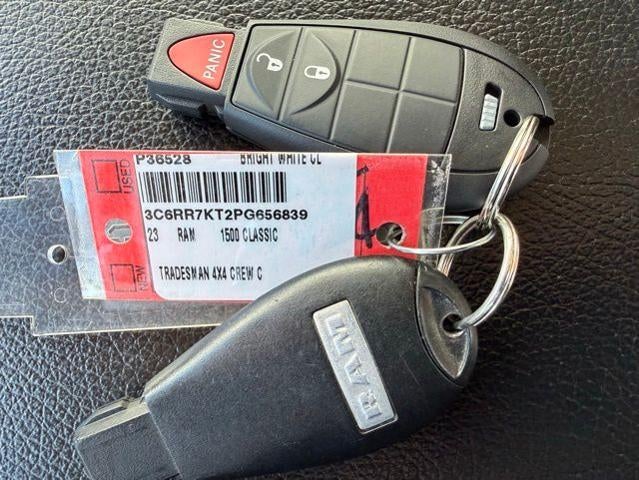 PANIC
P36528 BRIGHT WHITE CL
USED
3C6RR7KT2PG656839
23 RAM 1500 CLASSIC
NEW
TRADESMAN 4X4 CREW C
RAM